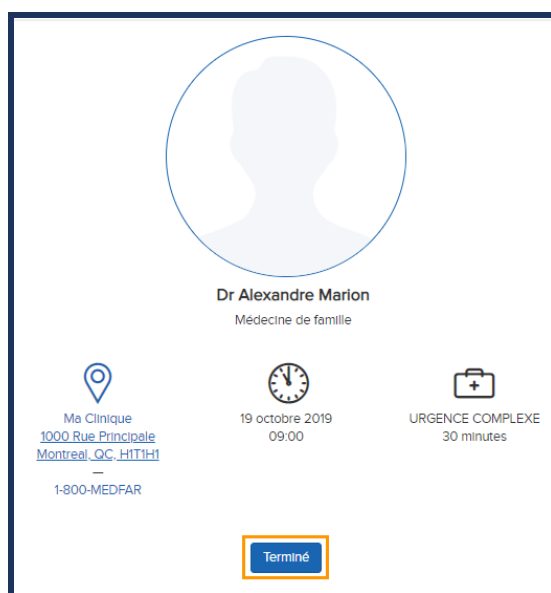 Dr Alexandre Marion
Médecine de famille
Ma Clinique
1000 Rue Principale
Montreal, QC, H1T1H1
—
1-800-MEDFAR
19 octobre 2019
09:00
URGENCE COMPLEXE
30 minutes
Terminé